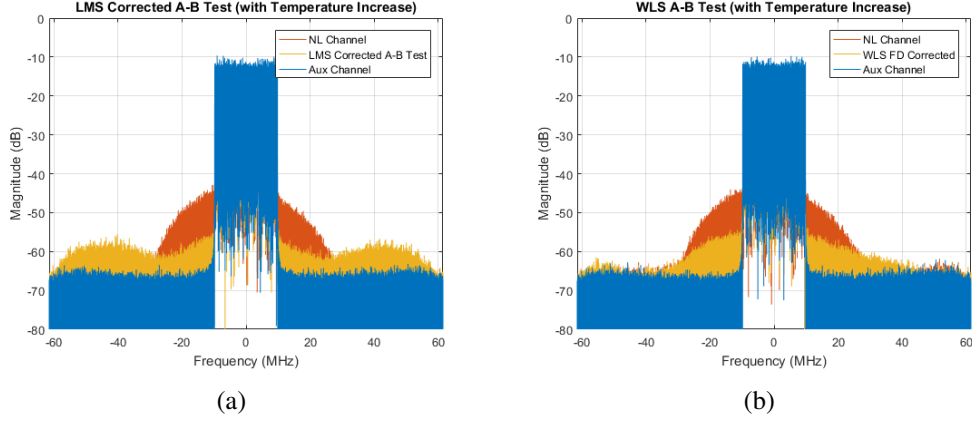 LMS Corrected A-B Test (with Temperature Increase)
NL Channel
LMS Corrected A-B Test
Aux Channel
0
-10
-20
-30
-40
-50
-60
-70
-80
Magnitude (dB)
-60 -40 -20 0 20 40 60
Frequency (MHz)
(a)
WLS A-B Test (with Temperature Increase)
NL Channel
WLS FD Corrected
Aux Channel
0
-10
-20
-30
-40
-50
-60
-70
-80
Magnitude (dB)
-60 -40 -20 0 20 40 60
Frequency (MHz)
(b)